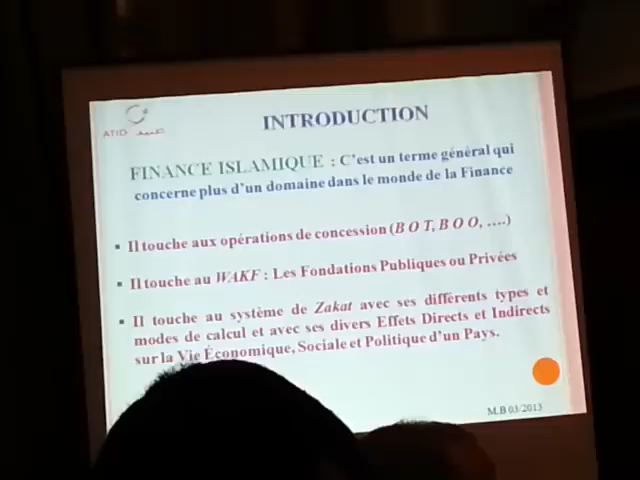 ATID
INTRODUCTION
FINANCE ISLAMIQUE : C'est un terme général qui
concerne plus d'un domaine dans le monde de la Finance
▪ Il touche aux opérations de concession (B O T, B O O, ....)
▪ Il touche au WAKF : Les Fondations Publiques ou Privées
▪ Il touche au système de Zakat avec ses différents types et
modes de calcul et avec ses divers Effets Directs et Indirects
sur la Vie Économique, Sociale et Politique d'un Pays.
M.B 03/2013